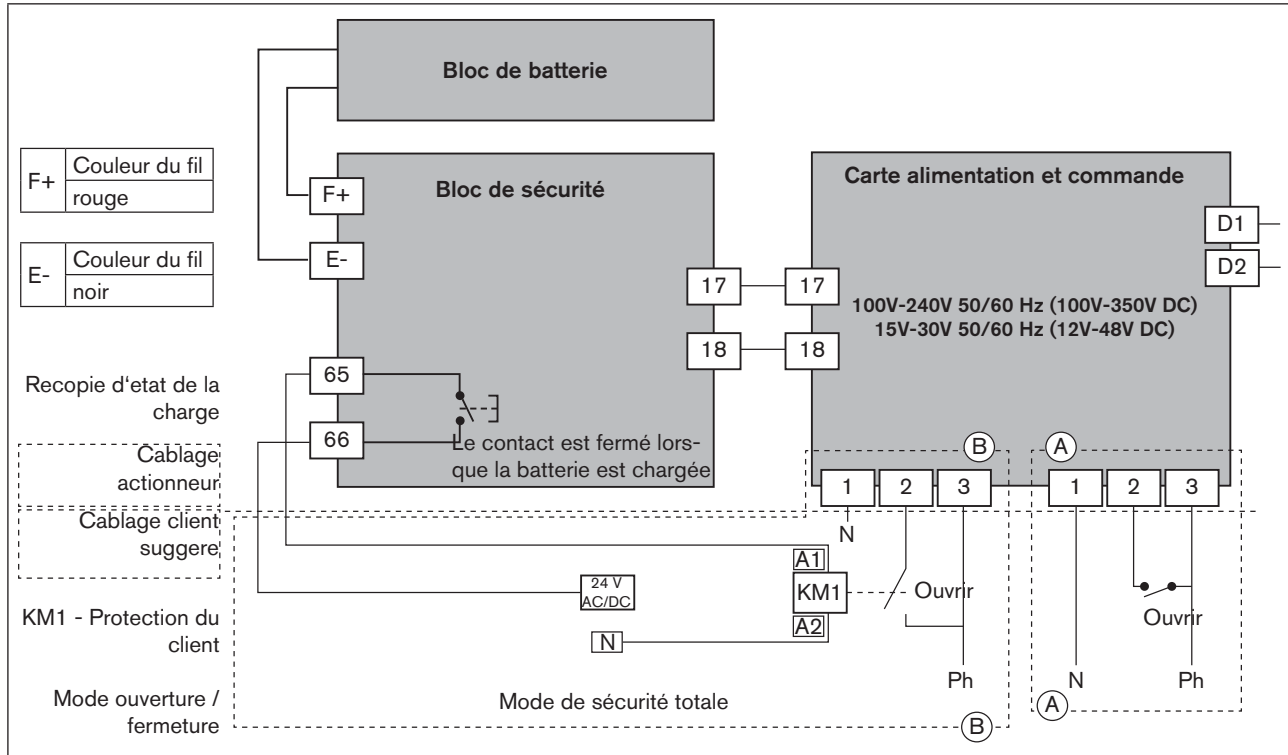 Bloc de batterie
F+
Couleur du fil
rouge
E-
Couleur du fil
noir
Bloc de sécurité
F+
E-
17
18
65
66
Le contact est fermé lors-
que la batterie est chargée
Carte alimentation et commande
D1
D2
17
18
100V-240V 50/60 Hz (100V-350V DC)
15V-30V 50/60 Hz (12V-48V DC)
Recopie d'etat de la
charge
Cablage
actionneur
Cablage client
suggere
KM1 - Protection du
client
Mode ouverture /
fermeture
B
A
1
2
3
1
2
3
N
A1
KM1
A2
Ouvrir
24 V
AC/DC
N
Ph
Mode de sécurité totale
B
Ouvrir
N
Ph
A